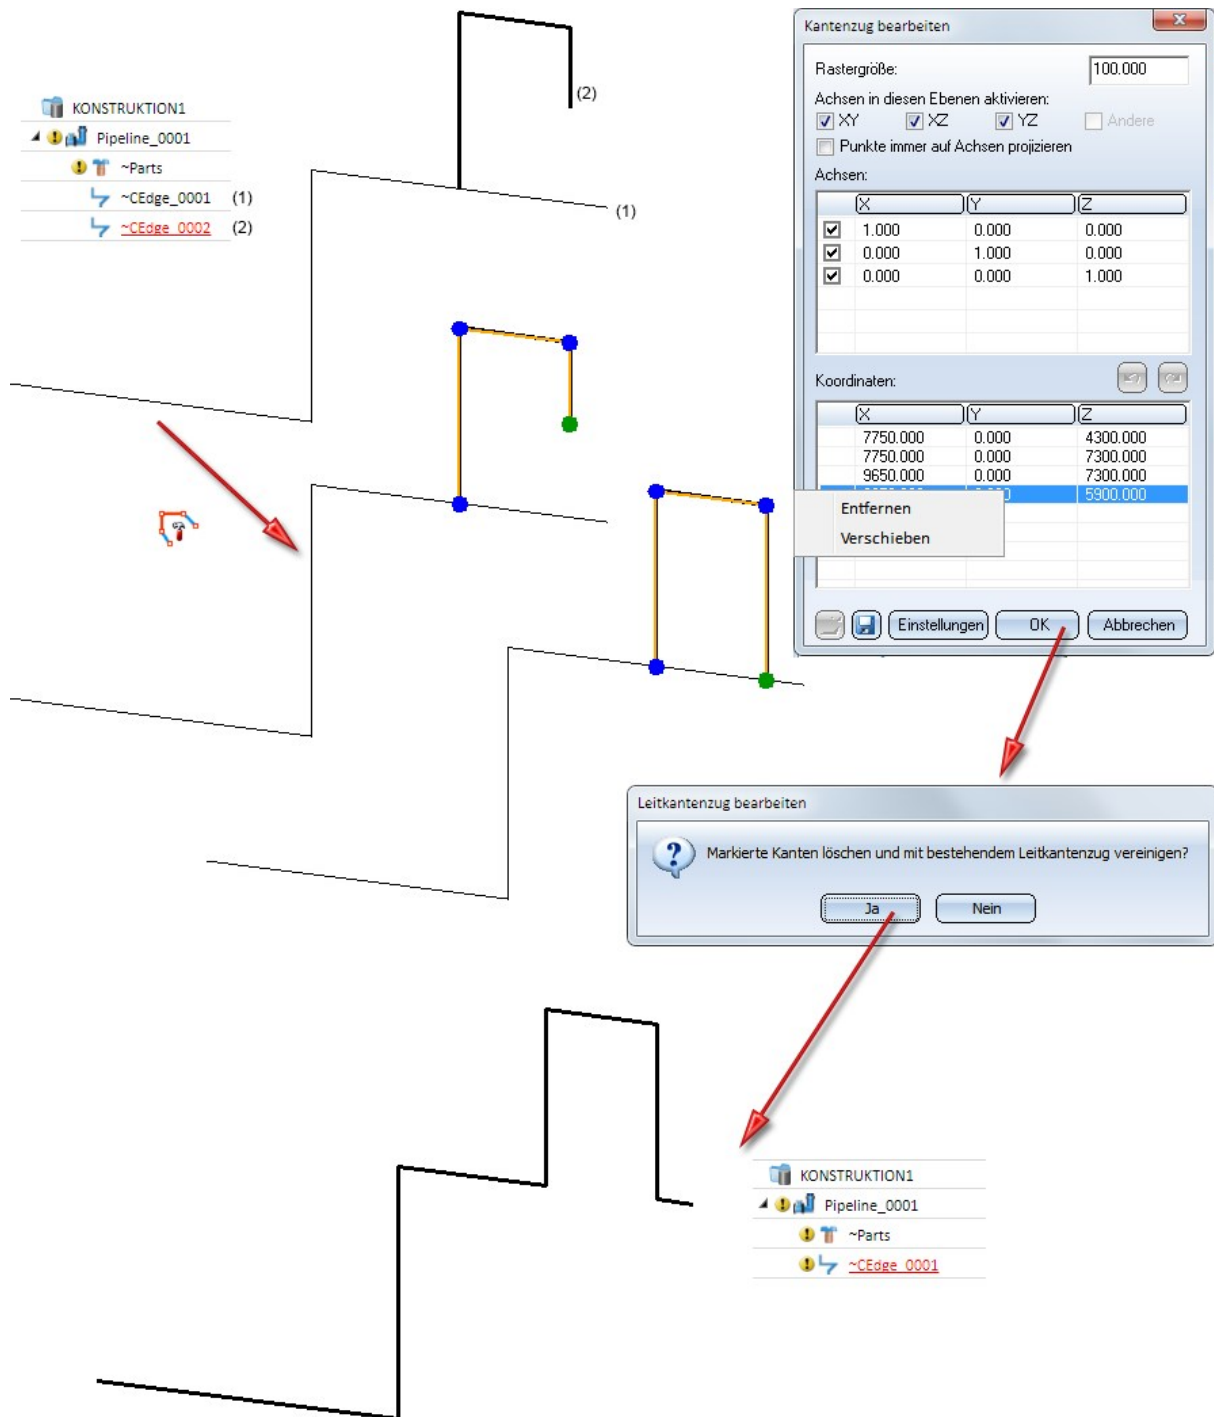 KONSTRUKTION1
Pipeline_0001
~Parts
~CEdge_0001 (1)
~CEdge_0002 (2)
(2)
(1)
Kantenzug bearbeiten
Rastergröße: 100.000
Achsen in diesen Ebenen aktivieren:
XY XZ YZ Andere
Punkte immer auf Achsen projizieren
Achsen:
X Y Z
1.000 0.000 0.000
0.000 1.000 0.000
0.000 0.000 1.000
Koordinaten:
X Y Z
7750.000 0.000 4300.000
7750.000 0.000 7300.000
9650.000 0.000 7300.000
5900.000
Entfernen
Verschieben
Einstellungen OK Abbrechen
Leitkantenzug bearbeiten
Markierte Kanten löschen und mit bestehendem Leitkantenzug vereinigen?
Ja Nein
KONSTRUKTION1
Pipeline_0001
~Parts
~CEdge_0001